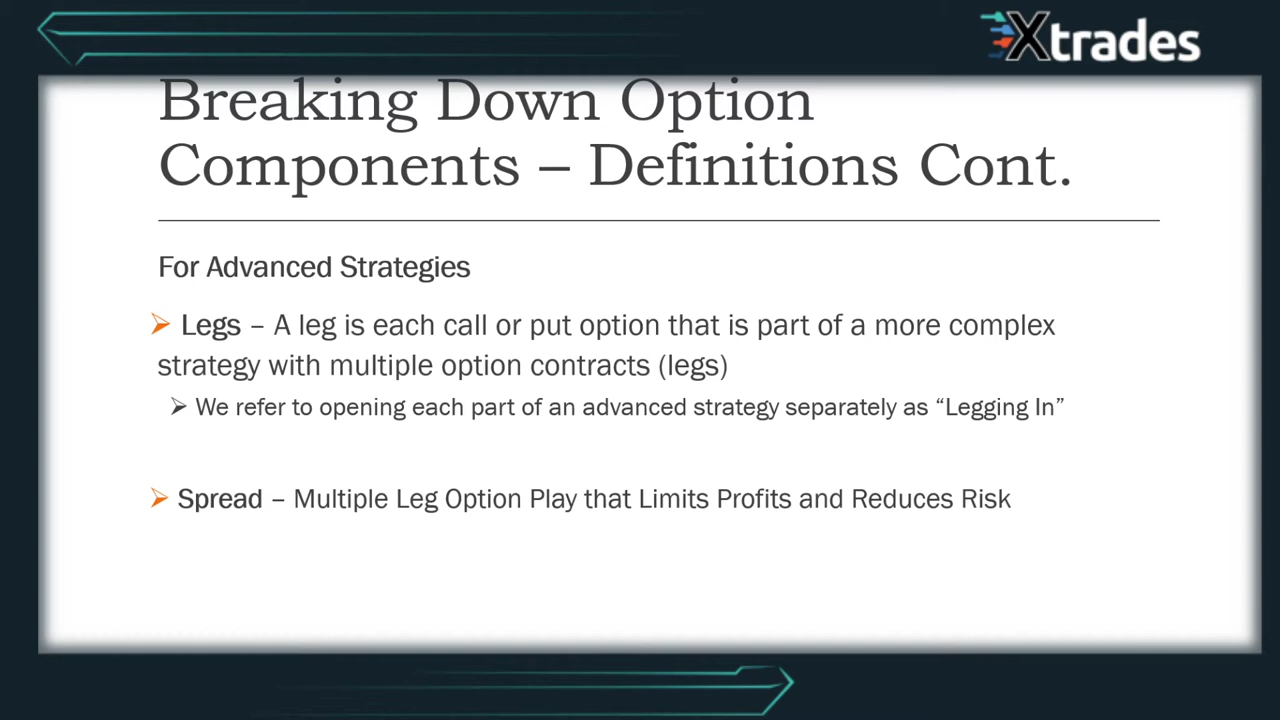 Xtrades
Breaking Down Option
Components – Definitions Cont.
For Advanced Strategies
➢ Legs – A leg is each call or put option that is part of a more complex
strategy with multiple option contracts (legs)
➢ We refer to opening each part of an advanced strategy separately as “Legging In”
➢ Spread – Multiple Leg Option Play that Limits Profits and Reduces Risk